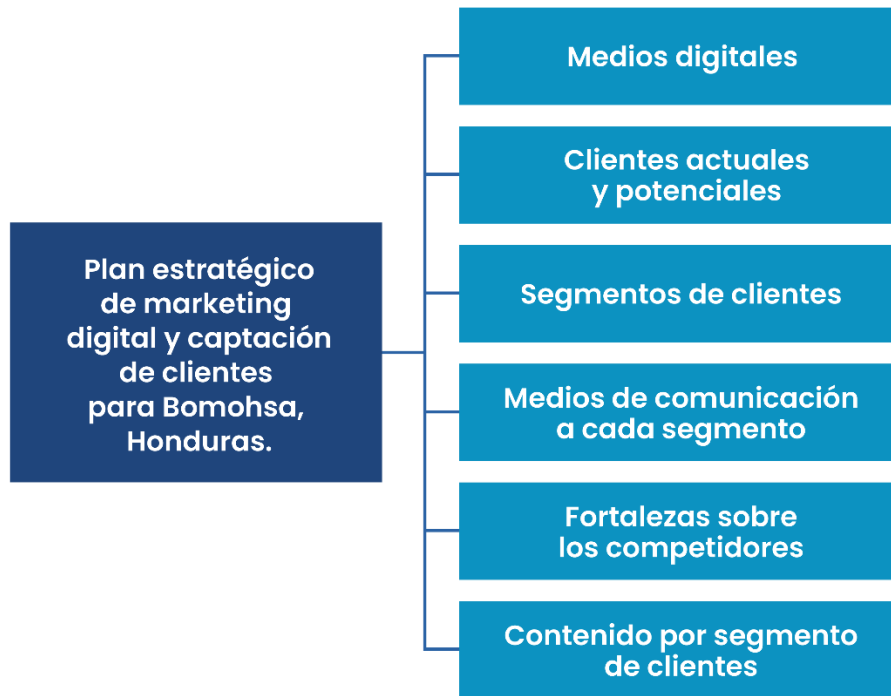 Plan estratégico
de marketing
digital y captación
de clientes
para Bomohsa,
Honduras.
Medios digitales
Clientes actuales
y potenciales
Segmentos de clientes
Medios de comunicación
a cada segmento
Fortalezas sobre
los competidores
Contenido por segmento
de clientes